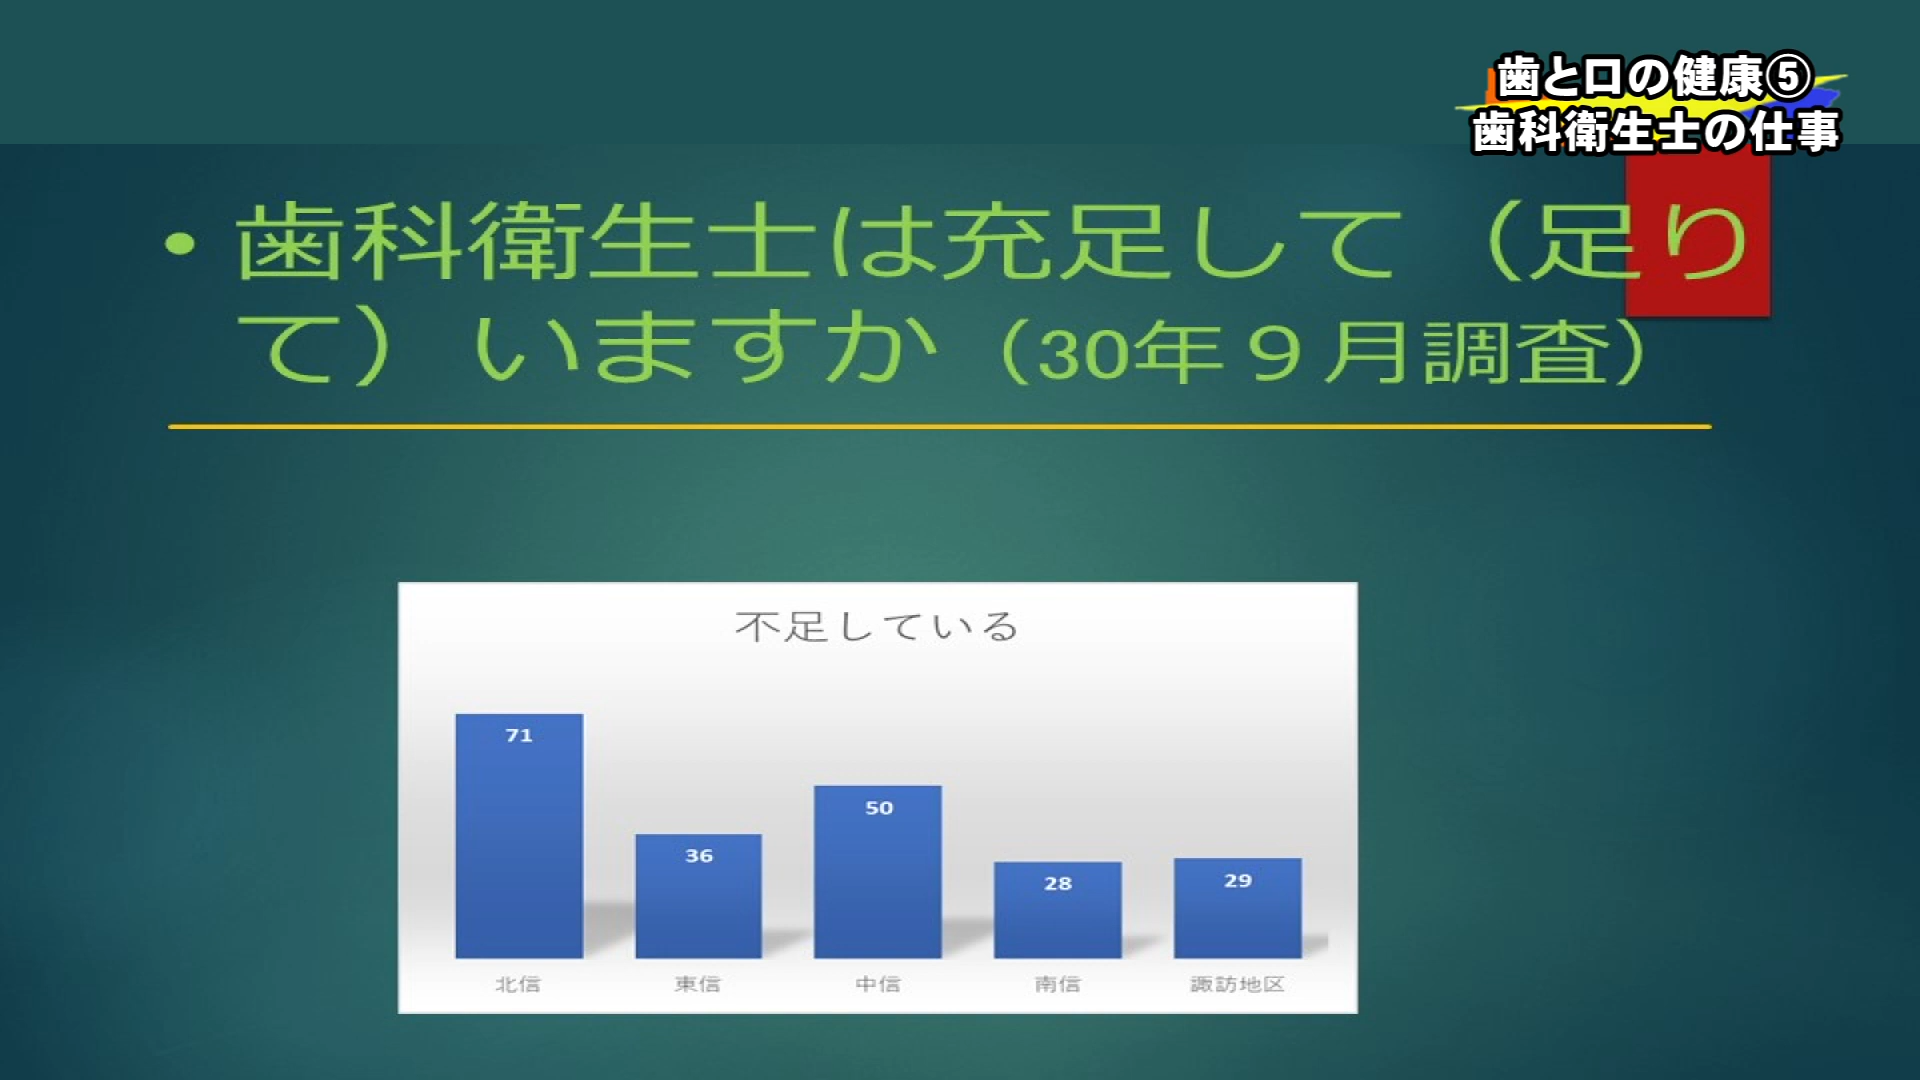 歯と口の健康⑤
歯科衛生士の仕事
• 歯科衛生士は充足して（足り
て）いますか（30年９月調査）
不足している
71
36
50
28
29
北信
東信
中信
南信
諏訪地区